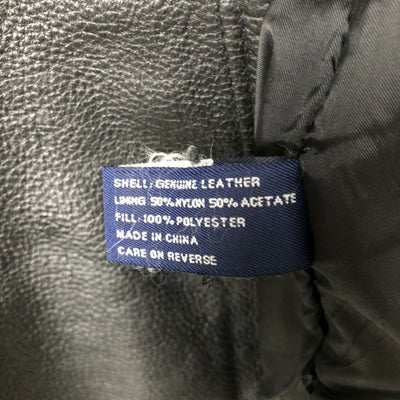 SHELL: GENUINE LEATHER
LINING: 50% NYLON 50% ACETATE
FILL: 100% POLYESTER
MADE IN CHINA
CARE ON REVERSE